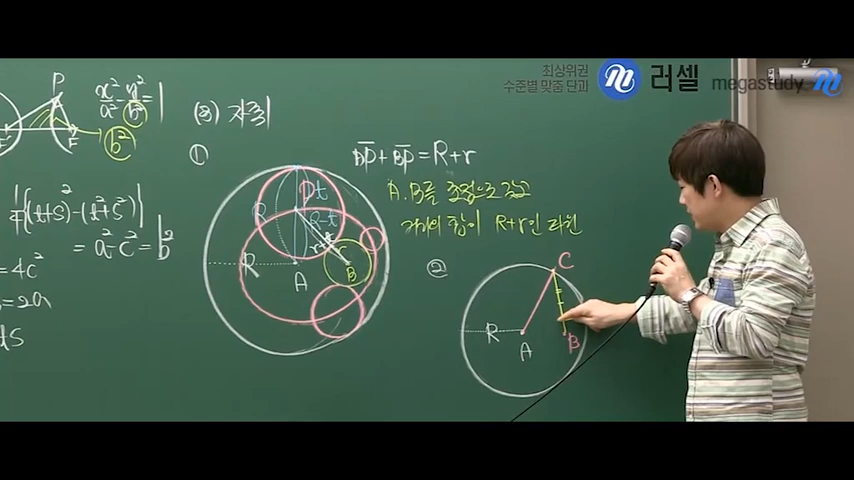 최상위권
수준별 맞춤 단과
러셀
megastudy
P
x²/a² - y²/b² = 1
F
F
b²
(3) 자취
①
A̅P̅ + B̅P̅ = R+r
A, B를 초점으로 갖고
거리의 합이 R+r인 타원
= a² - c² = b²
= 4c²
= 2a
P
t
R
R-t
r+t
r
R
A
B
②
C
R
A
B